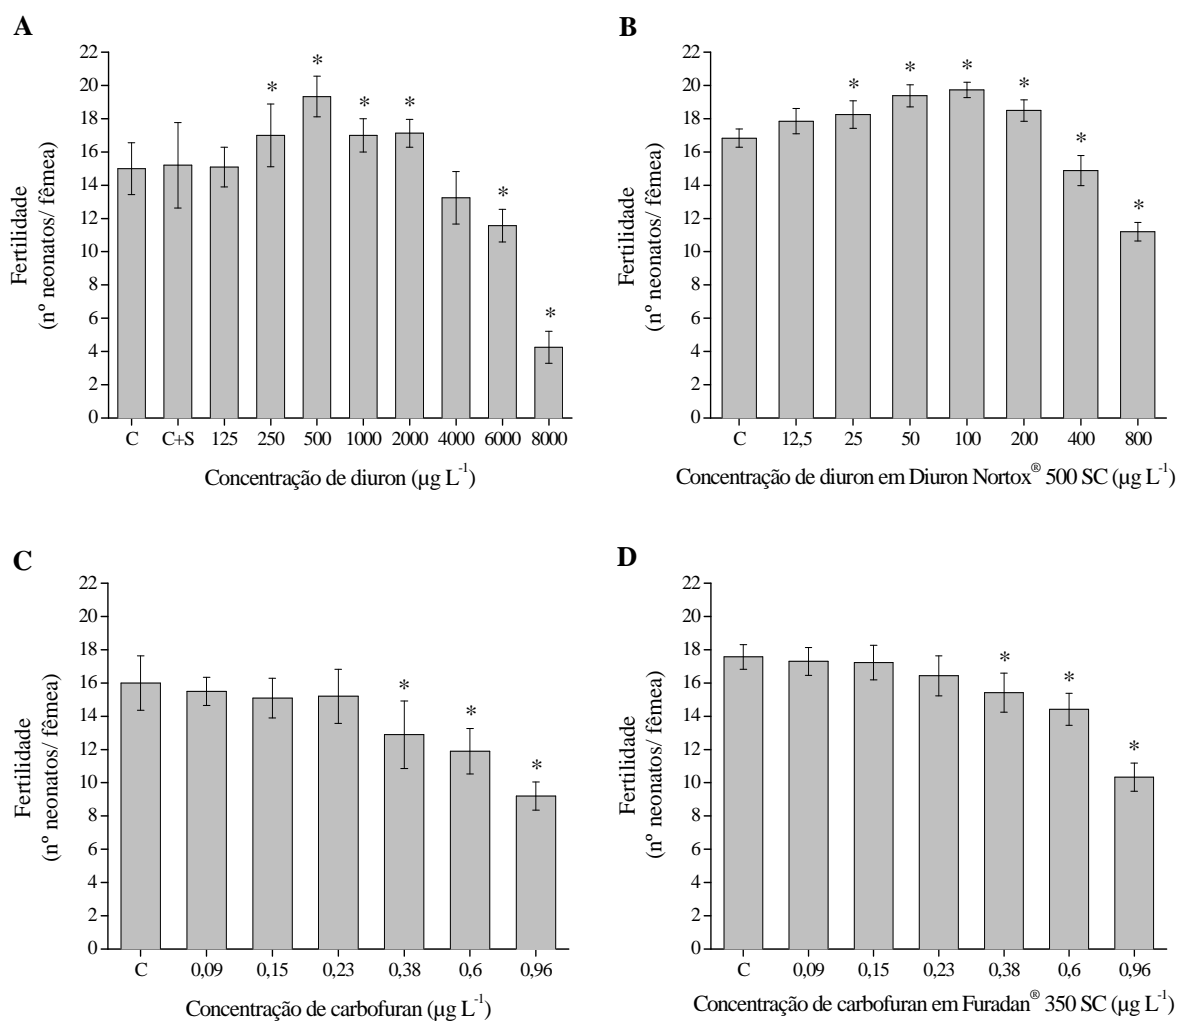 A
22
20
18
16
14
12
10
8
6
4
2
0
Fertilidade
(nº neonatos/ fêmea)
* * * * * *
C C+S 125 250 500 1000 2000 4000 6000 8000
Concentração de diuron (µg L⁻¹)
B
22
20
18
16
14
12
10
8
6
4
2
0
Fertilidade
(nº neonatos/ fêmea)
* * * * * *
C 12,5 25 50 100 200 400 800
Concentração de diuron em Diuron Nortox® 500 SC (µg L⁻¹)
C
22
20
18
16
14
12
10
8
6
4
2
0
Fertilidade
(nº neonatos/ fêmea)
* * *
C 0,09 0,15 0,23 0,38 0,6 0,96
Concentração de carbofuran (µg L⁻¹)
D
22
20
18
16
14
12
10
8
6
4
2
0
Fertilidade
(nº neonatos/ fêmea)
* * *
C 0,09 0,15 0,23 0,38 0,6 0,96
Concentração de carbofuran em Furadan® 350 SC (µg L⁻¹)